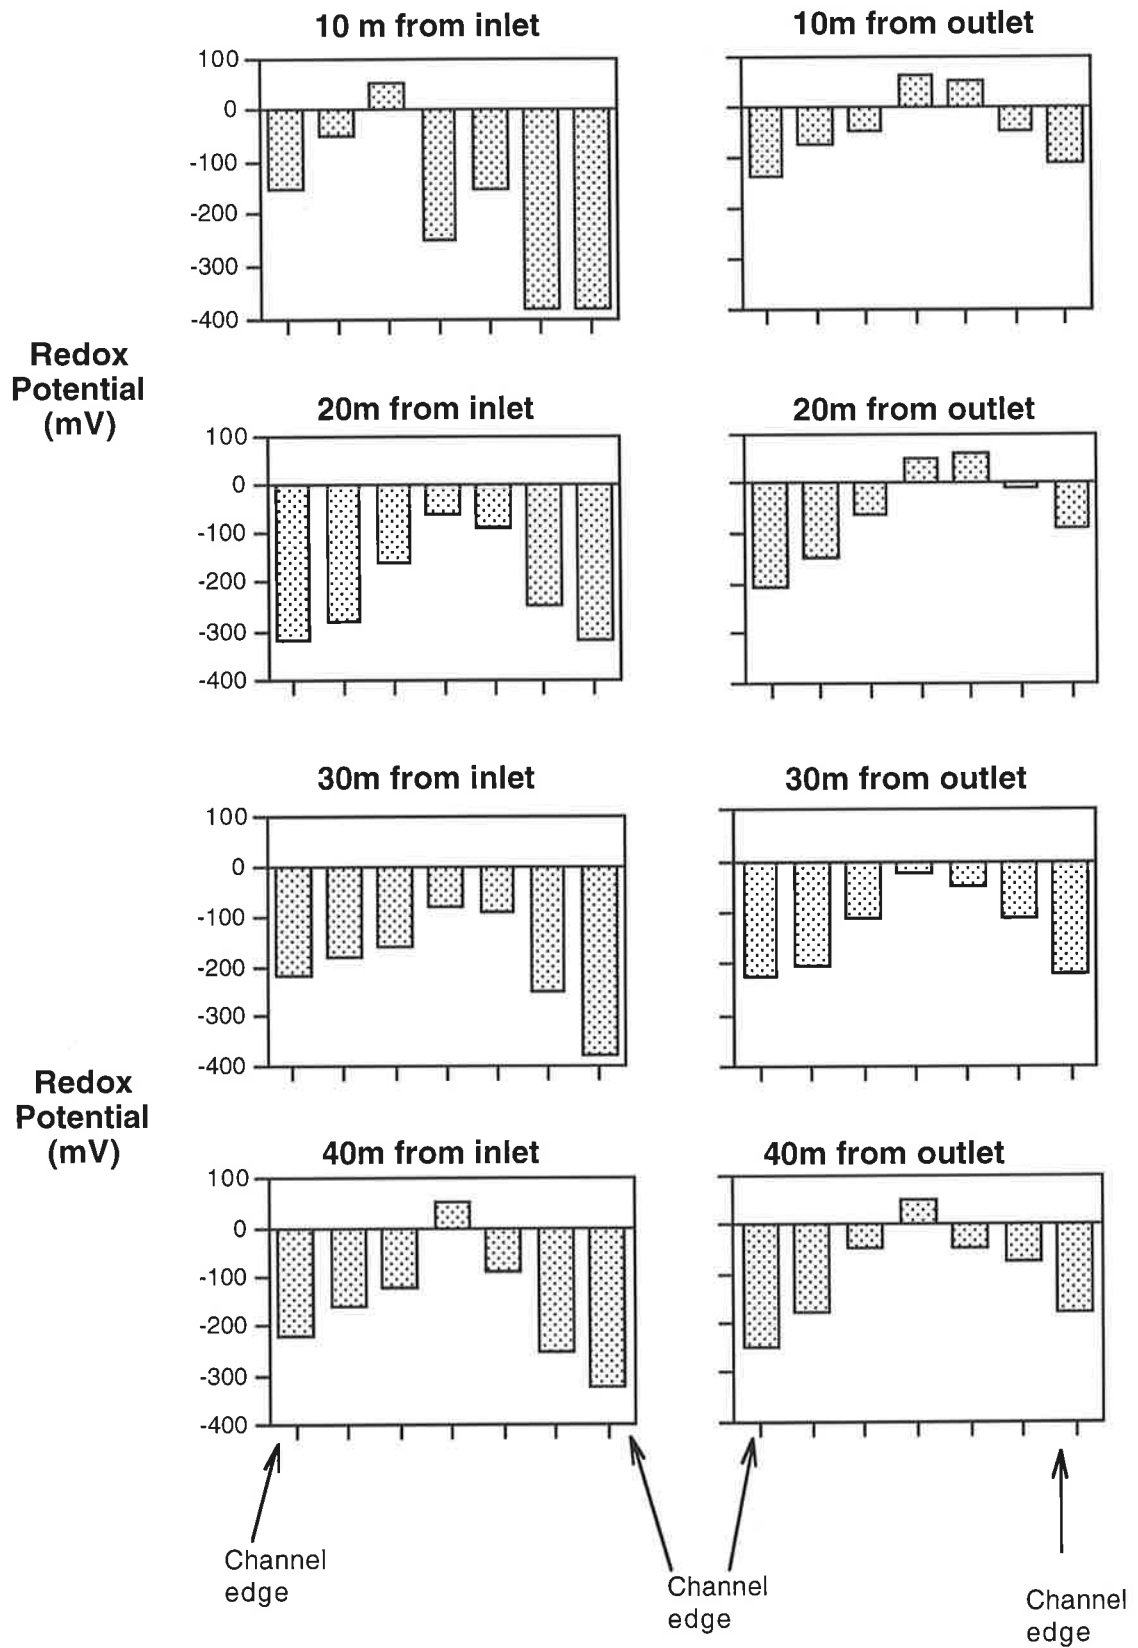 10 m from inlet
10m from outlet
100
0
-100
-200
-300
-400
Redox
Potential
(mV)
20m from inlet
20m from outlet
100
0
-100
-200
-300
-400
30m from inlet
30m from outlet
100
0
-100
-200
-300
-400
Redox
Potential
(mV)
40m from inlet
40m from outlet
100
0
-100
-200
-300
-400
Channel
edge
Channel
edge
Channel
edge